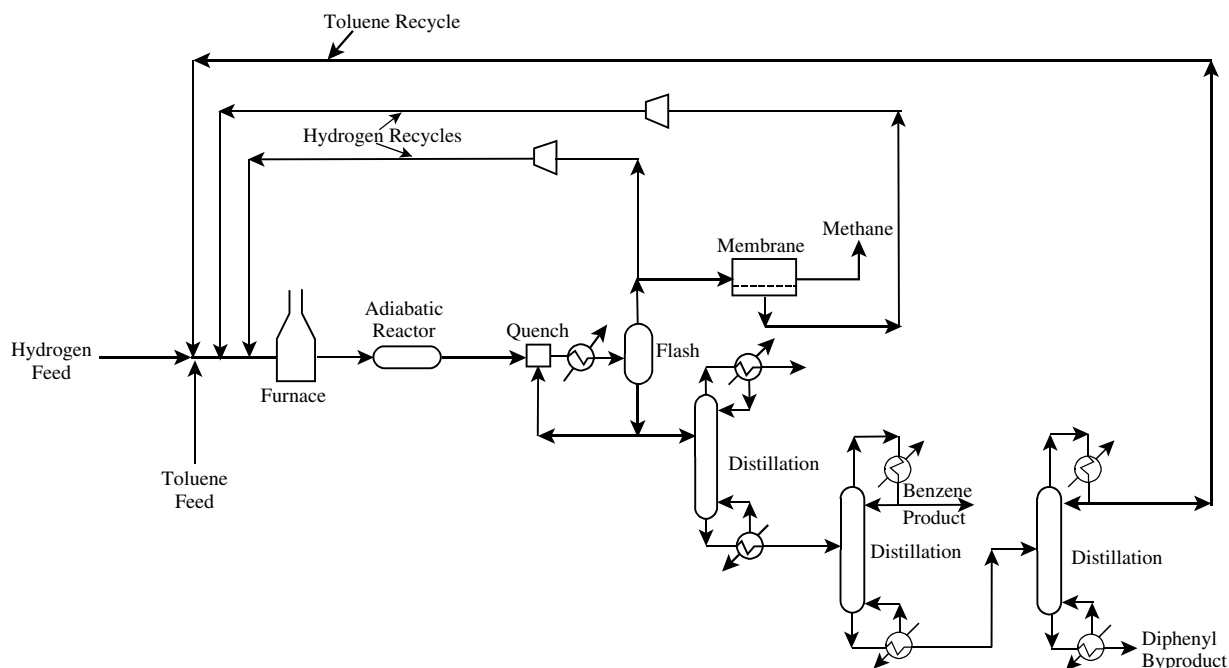 Toluene Recycle
Hydrogen Recycles
Methane
Membrane
Adiabatic
Reactor
Quench
Hydrogen
Feed
Flash
Furnace
Toluene
Feed
Distillation
Benzene
Product
Distillation
Distillation
Diphenyl
Byproduct